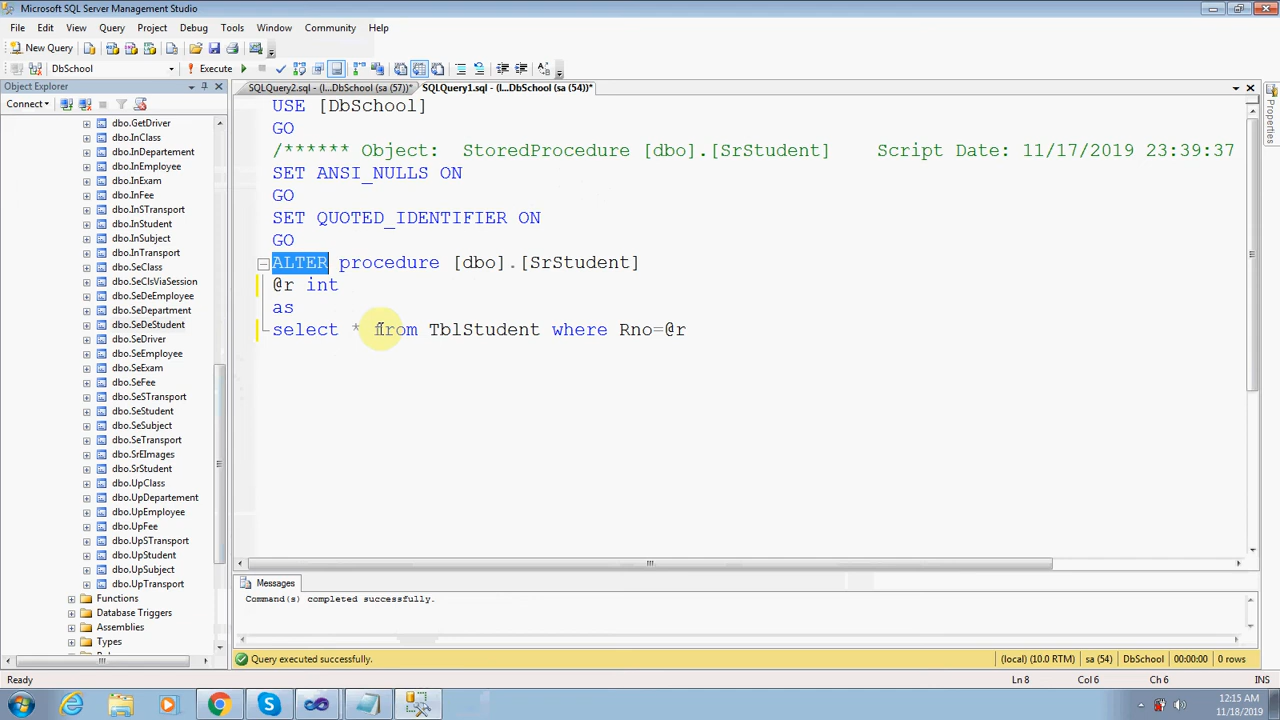 Microsoft SQL Server Management Studio
File Edit View Query Project Debug Tools Window Community Help
New Query
DbSchool Execute
Object Explorer
SQLQuery2.sql - (l...DbSchool (sa (57))* SQLQuery1.sql - (l...DbSchool (sa (54))*
Connect
Properties
dbo.GetDriver
dbo.InClass
dbo.InDepartment
dbo.InEmployee
dbo.InExam
dbo.InFee
dbo.InSTransport
dbo.InStudent
dbo.InSubject
dbo.InTransport
dbo.SeClass
dbo.SeClsViaSession
dbo.SeDeEmployee
dbo.SeDepartment
dbo.SeDeStudent
dbo.SeDriver
dbo.SeExam
dbo.SeFee
dbo.SeSTransport
dbo.SeStudent
dbo.SeSubject
dbo.SeTransport
dbo.SrEImages
dbo.SrStudent
dbo.UpClass
dbo.UpDepartment
dbo.UpEmployee
dbo.UpFee
dbo.UpSTransport
dbo.UpStudent
dbo.UpSubject
dbo.UpTransport
Functions
Database Triggers
Assemblies
Types
USE [DbSchool]
GO
/****** Object:  StoredProcedure [dbo].[SrStudent]    Script Date: 11/17/2019 23:39:37
SET ANSI_NULLS ON
GO
SET QUOTED_IDENTIFIER ON
GO
ALTER procedure [dbo].[SrStudent]
@r int
as
select * from TblStudent where Rno=@r
Messages
Command(s) completed successfully.
Query executed successfully. (local) (10.0 RTM) sa (54) DbSchool 00:00:00 0 rows
Ready Ln 8 Col 6 Ch 6 INS
12:15 AM
11/18/2019